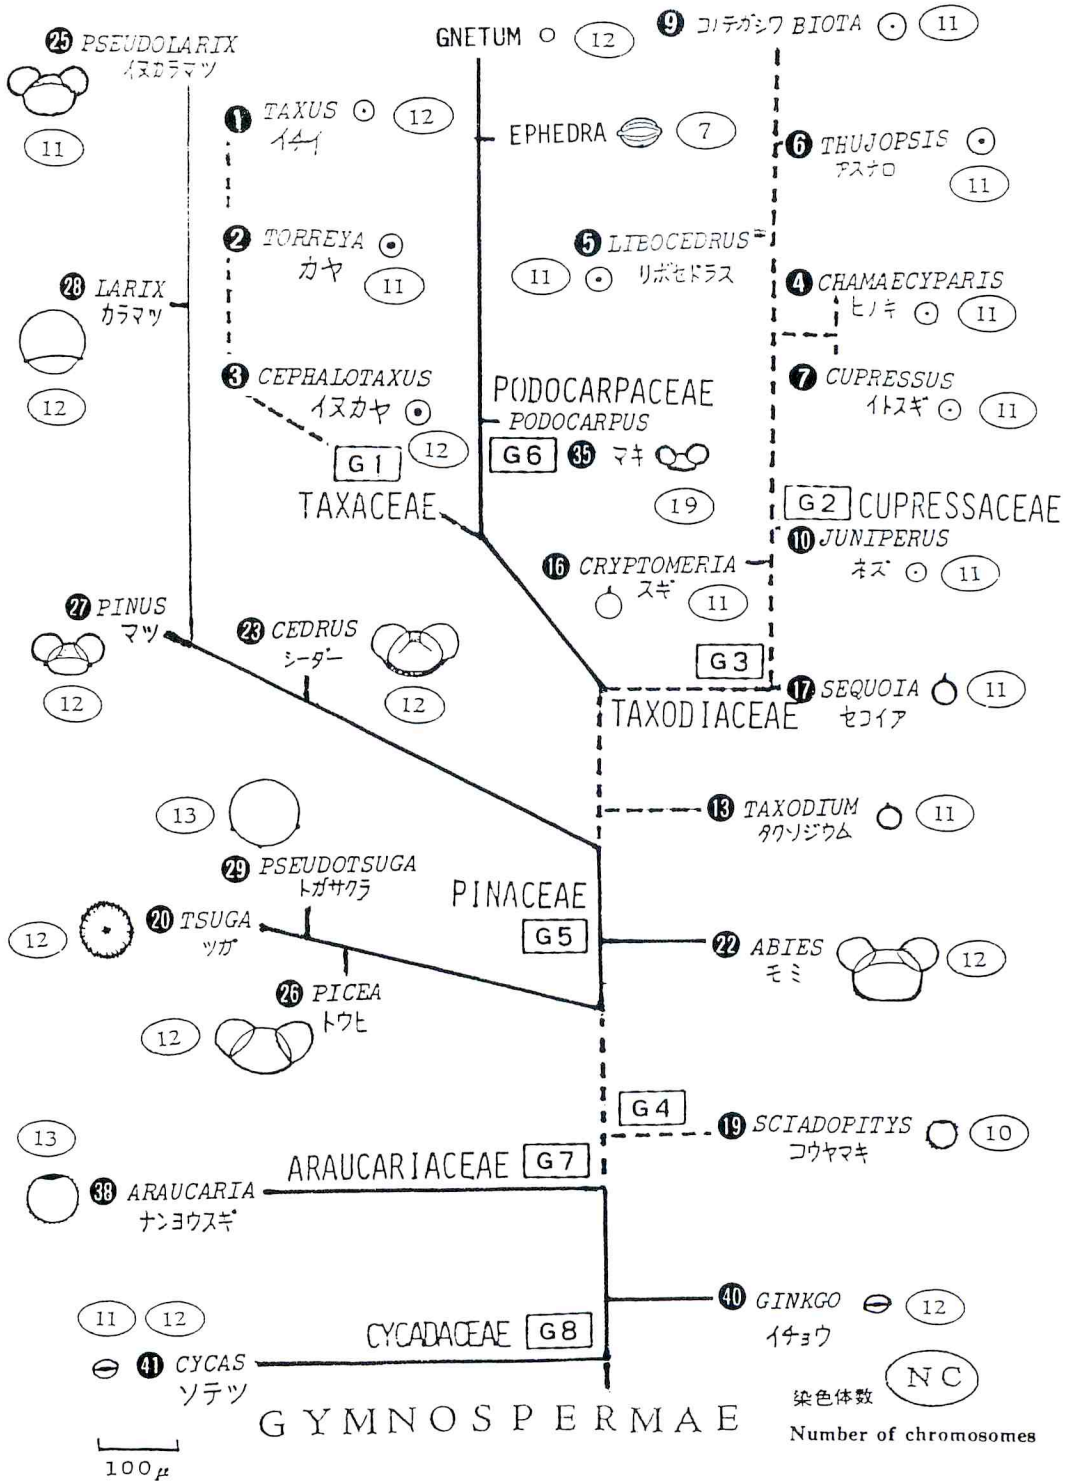 25 PSEUDOLARIX
イヌカラマツ
11
GNETUM 12
9 コノテガシワ BIOTA 11
1 TAXUS 12
イチイ
EPHEDRA 7
6 THUJOPSIS
アスナロ
11
2 TORREYA
カヤ
11
5 LIBOCEDRUS
リボセドラス
11
28 LARIX
カラマツ
12
4 CHAMAECYPARIS
ヒノキ 11
3 CEPHALOTAXUS
イヌカヤ
12
G1
TAXACEAE
PODOCARPACEAE
PODOCARPUS
G6 35 マキ
19
7 CUPRESSUS
イトスギ 11
G2 CUPRESSACEAE
10 JUNIPERUS
ネズ 11
16 CRYPTOMERIA
スギ 11
27 PINUS
マツ
12
23 CEDRUS
シーダー
12
G3
17 SEQUOIA 11
セコイア
TAXODIACEAE
13
29 PSEUDOTSUGA
トガサクラ
13 TAXODIUM 11
タクソジウム
PINACEAE
G5
12 20 TSUGA
ツガ
22 ABIES 12
モミ
26 PICEA
トウヒ
12
G4
19 SCIADOPITYS 10
コウヤマキ
13
ARAUCARIACEAE G7
38 ARAUCARIA
ナンヨウスギ
40 GINKGO 12
イチョウ
11 12
CYCADACEAE G8
41 CYCAS
ソテツ
染色体数 NC
Number of chromosomes
GYMNOSPERMAE
100μ